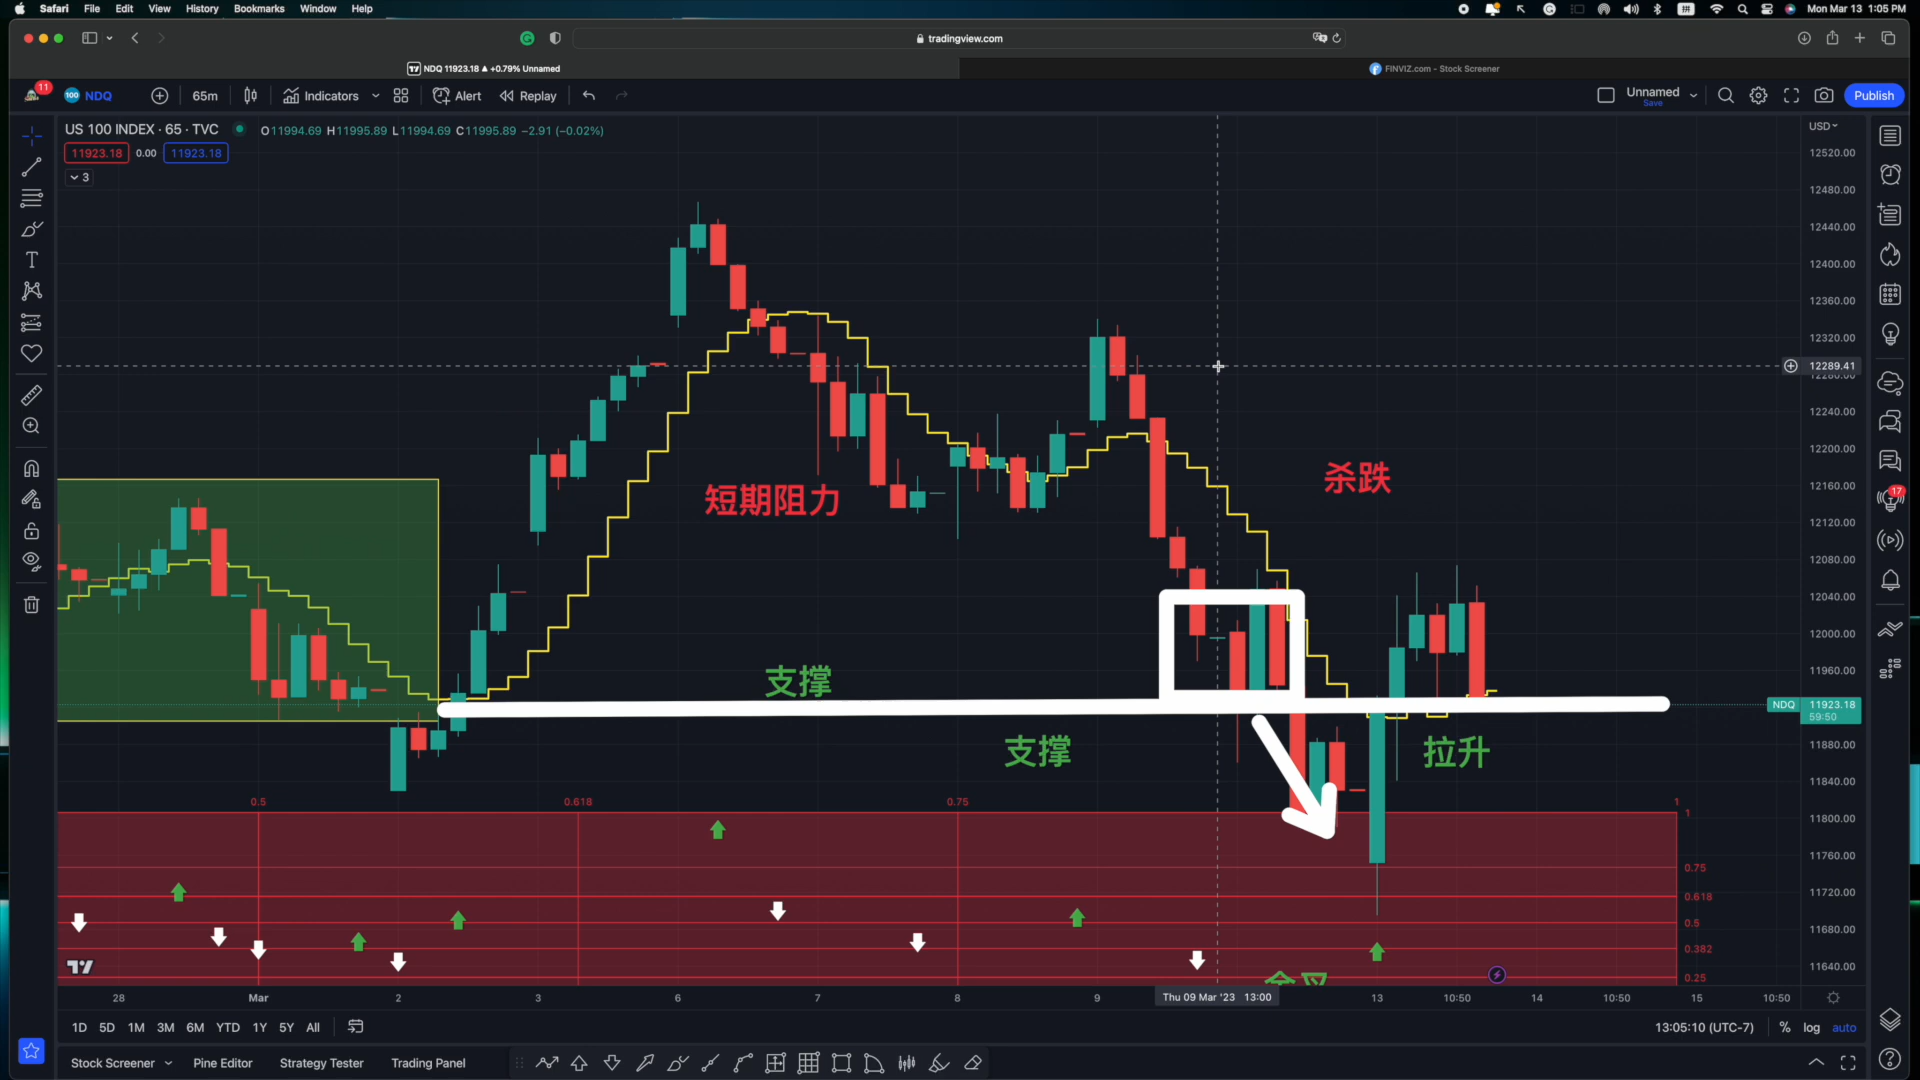 Safari File Edit View History Bookmarks Window Help
Mon Mar 13 1:05 PM
tradingview.com
NDQ 11923.18 ▲ +0.79% Unnamed
FINVIZ.com - Stock Screener
11
100 NDQ
65m
Indicators
Alert
Replay
Unnamed
Save
Publish
US 100 INDEX · 65 · TVC
O11994.69 H11995.89 L11994.69 C11995.89 −2.91 (−0.02%)
USD
11923.18 0.00 11923.18
3
12520.00
12480.00
12440.00
12400.00
12360.00
12320.00
12289.41
12240.00
12200.00
12160.00
12120.00
12080.00
12040.00
12000.00
11960.00
NDQ 11923.18
59:50
11880.00
11840.00
11800.00
11760.00
11720.00
11680.00
11640.00
17
杀跌
短期阻力
支撑
支撑
拉升
0.5 0.618 0.75 1
1
0.75
0.618
0.5
0.382
0.25
28 Mar 2 3 6 7 8 9 Thu 09 Mar '23 13:00 13 10:50 14 10:50 15 10:50
1D 5D 1M 3M 6M YTD 1Y 5Y All
13:05:10 (UTC-7) % log auto
Stock Screener Pine Editor Strategy Tester Trading Panel